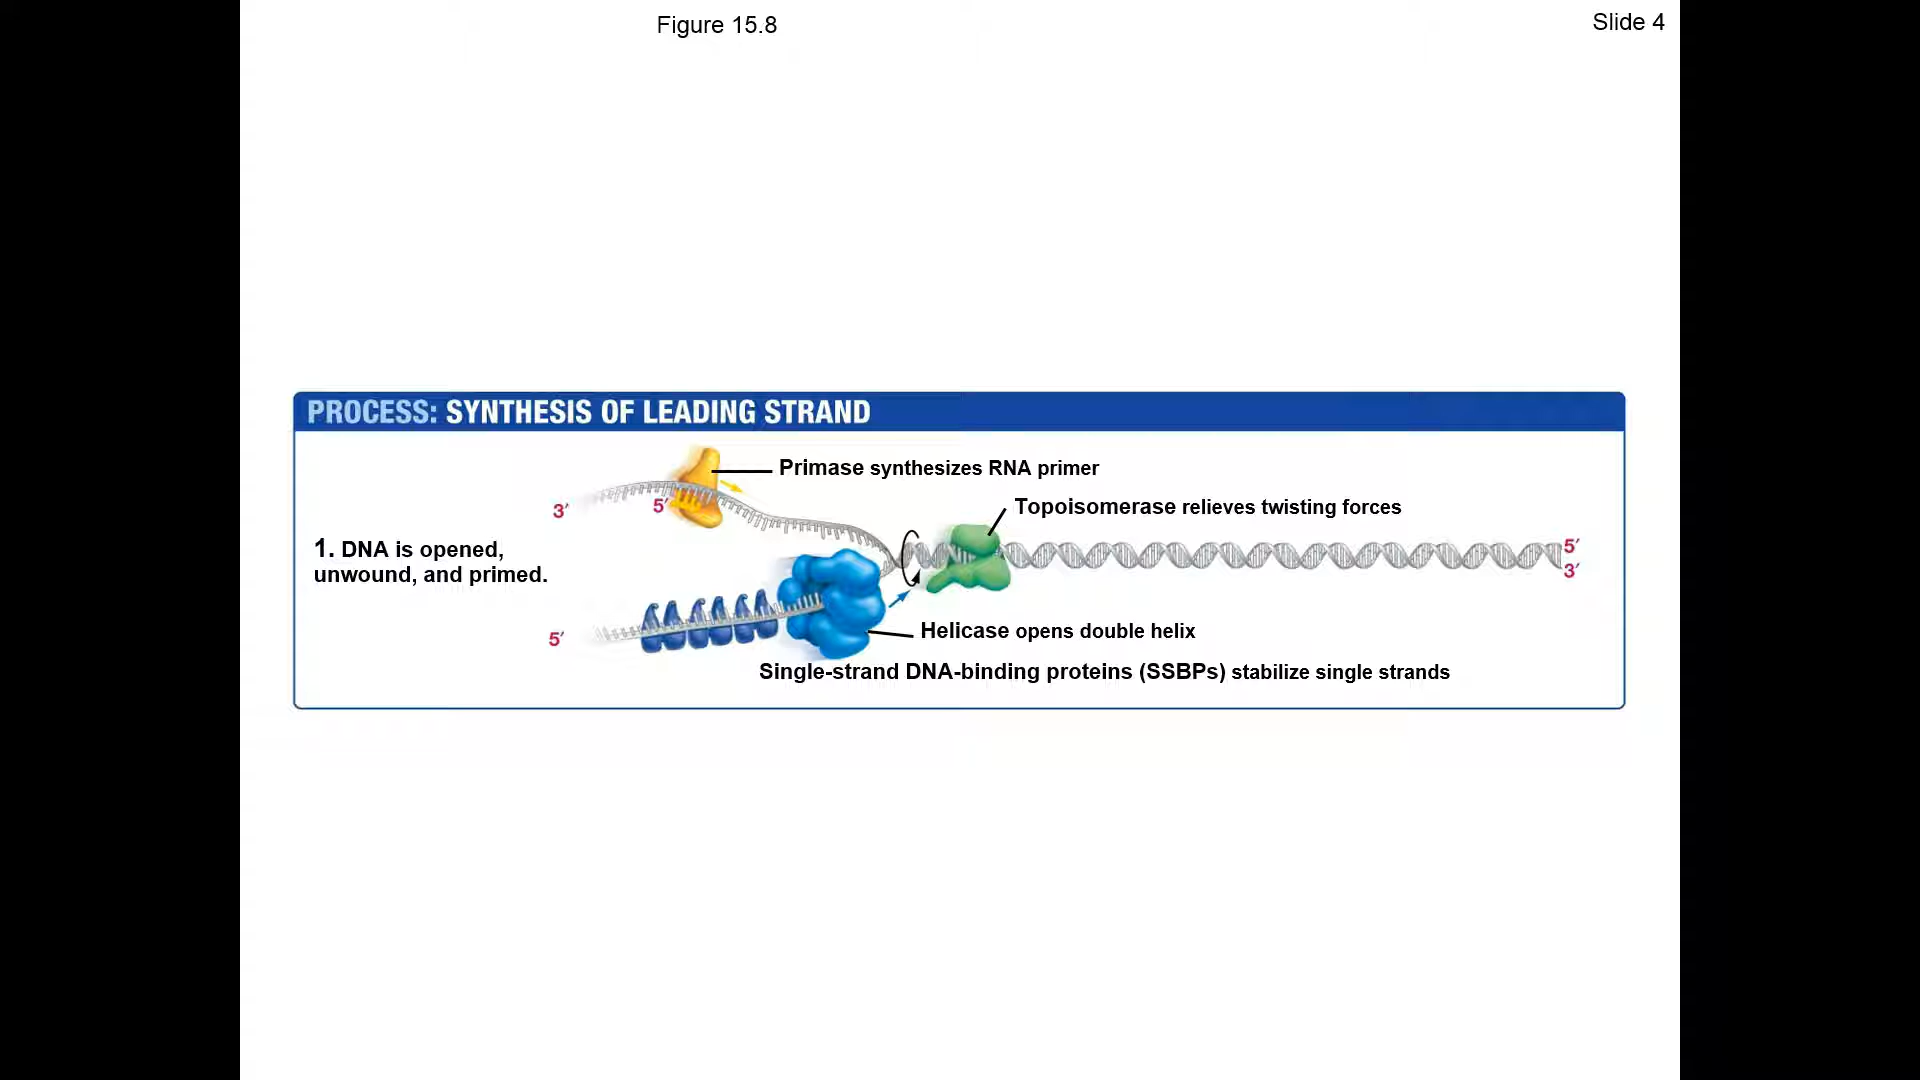 Figure 15.8
Slide 4
PROCESS: SYNTHESIS OF LEADING STRAND
Primase synthesizes RNA primer
Topoisomerase relieves twisting forces
3′
5′
1. DNA is opened,
unwound, and primed.
5′
3′
5′
Helicase opens double helix
Single-strand DNA-binding proteins (SSBPs) stabilize single strands